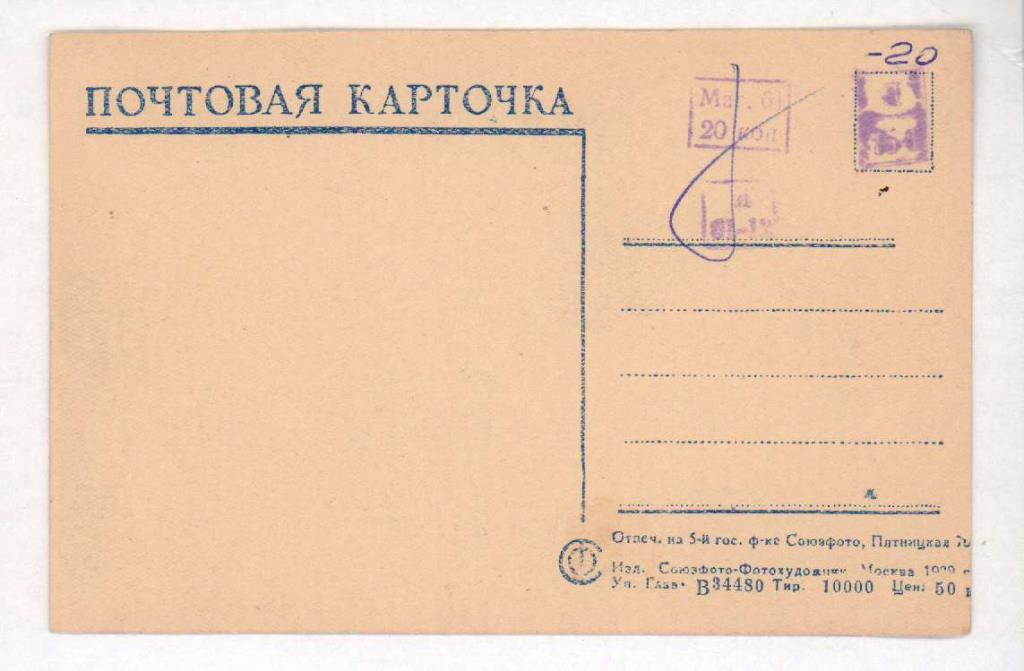 -20
ПОЧТОВАЯ КАРТОЧКА
Маг. 6
20 коп
Отпеч. на 5-й гос. ф-ке Союзфото, Пятницкая
Изд. Союзфото-Фотохудожник Москва
Уп. Глав. В34480 Тир. 10000 Цен: 50